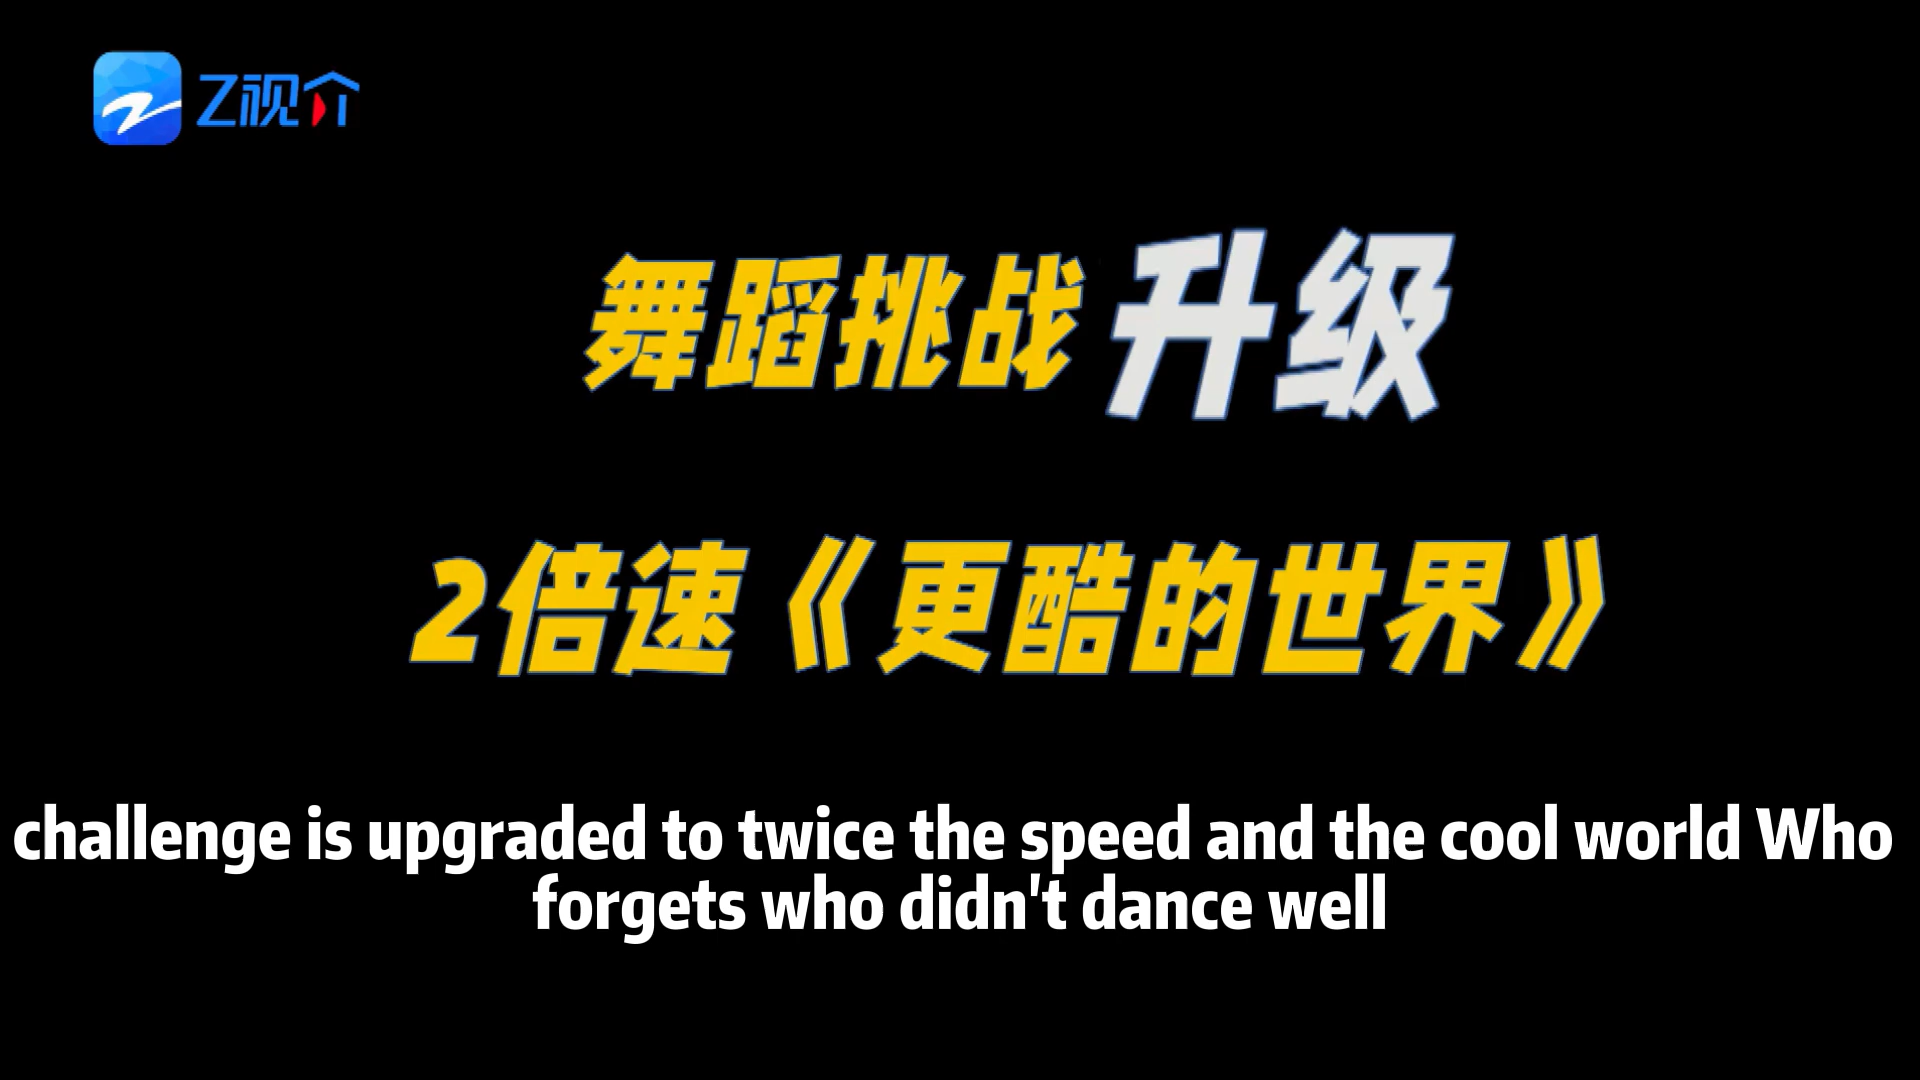 Z视介
舞蹈挑战升级
2倍速《更酷的世界》
challenge is upgraded to twice the speed and the cool world Who
forgets who didn't dance well